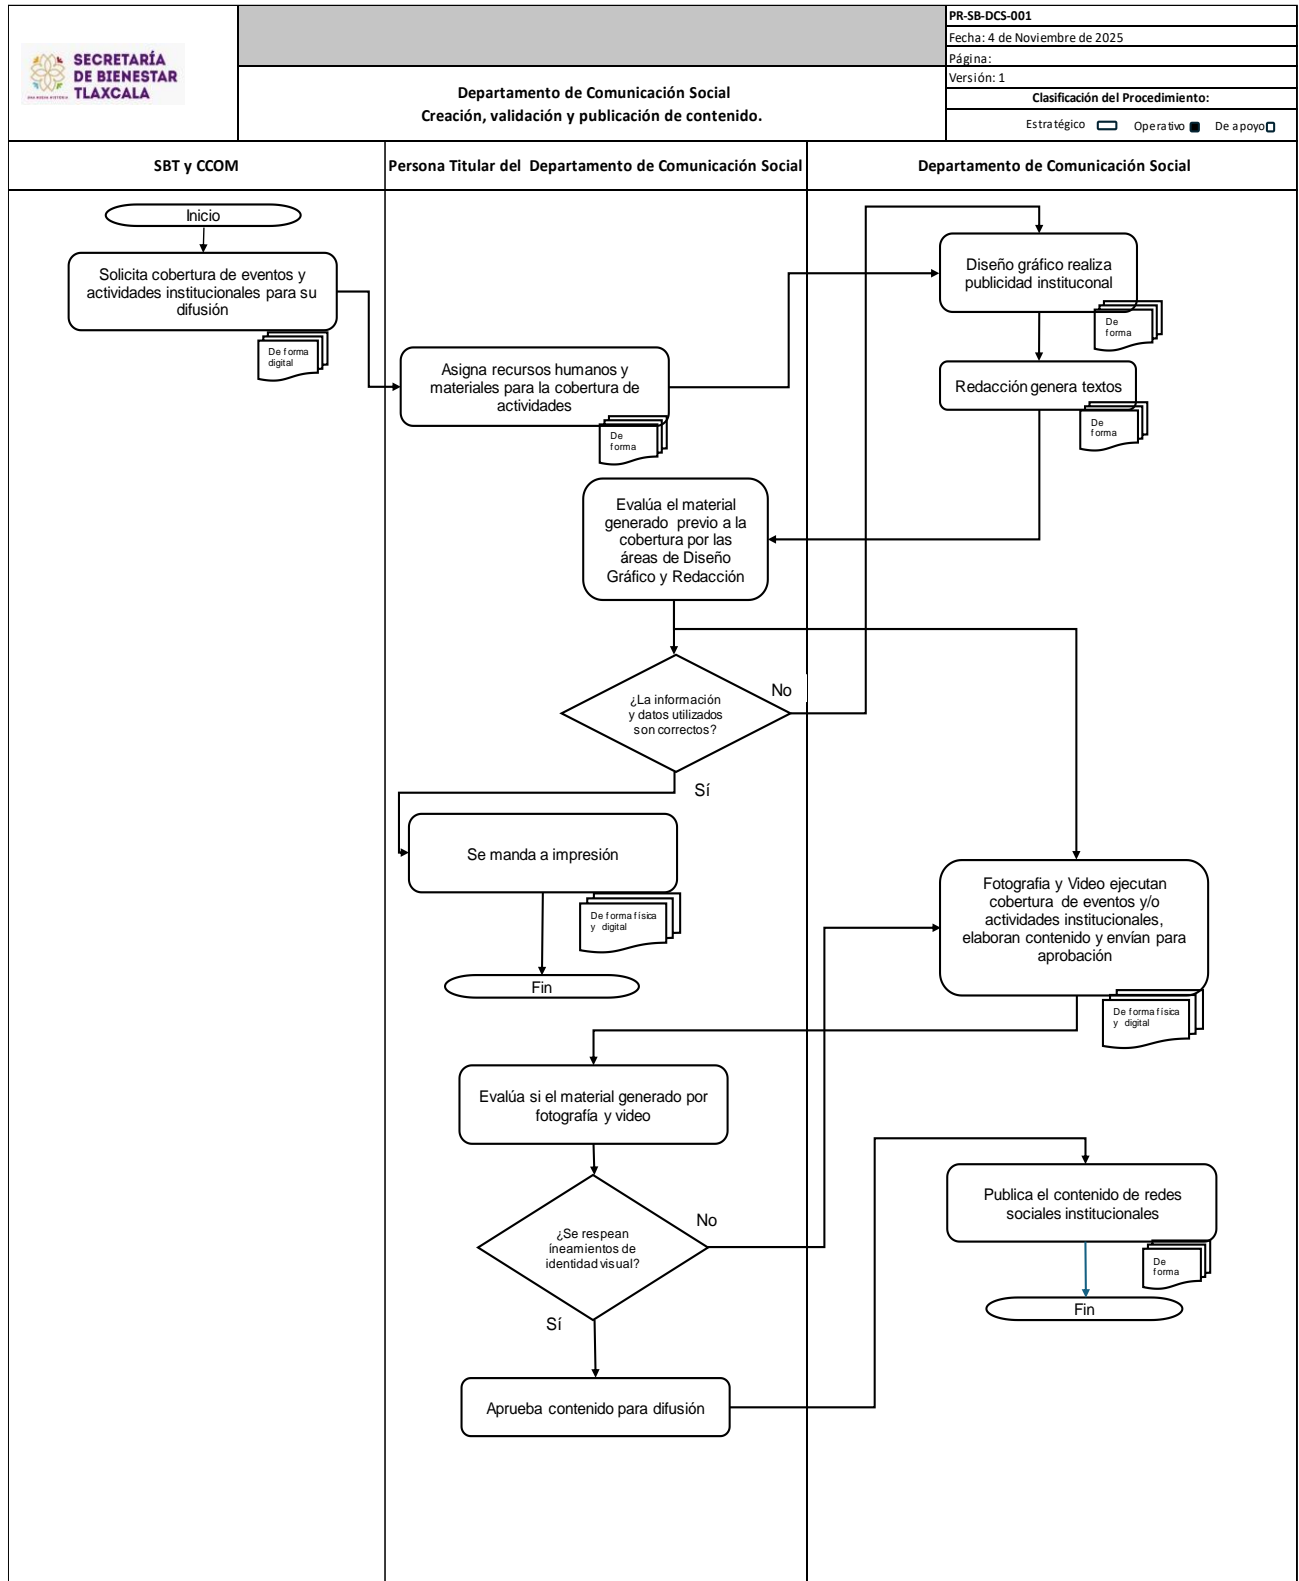 SECRETARÍA
DE BIENESTAR
TLAXCALA
UNA NUEVA HISTORIA
Departamento de Comunicación Social
Creación, validación y publicación de contenido.
PR-SB-DCS-001
Fecha: 4 de Noviembre de 2025
Página:
Versión: 1
Clasificación del Procedimiento:
Estratégico Operativo De apoyo
SBT y CCOM
Persona Titular del Departamento de Comunicación Social
Departamento de Comunicación Social
Inicio
Solicita cobertura de eventos y
actividades institucionales para su
difusión
De forma
digital
Asigna recursos humanos y
materiales para la cobertura de
actividades
De
forma
Diseño gráfico realiza
publicidad instituconal
De
forma
Redacción genera textos
De
forma
Evalúa el material
generado previo a la
cobertura por las
áreas de Diseño
Gráfico y Redacción
¿La información
y datos utilizados
son correctos?
No
Sí
Se manda a impresión
De forma física
y digital
Fin
Fotografia y Video ejecutan
cobertura de eventos y/o
actividades institucionales,
elaboran contenido y envían para
aprobación
De forma física
y digital
Evalúa si el material generado por
fotografía y video
¿Se respean
íneamientos de
identidad visual?
No
Sí
Aprueba contenido para difusión
Publica el contenido de redes
sociales institucionales
De
forma
Fin